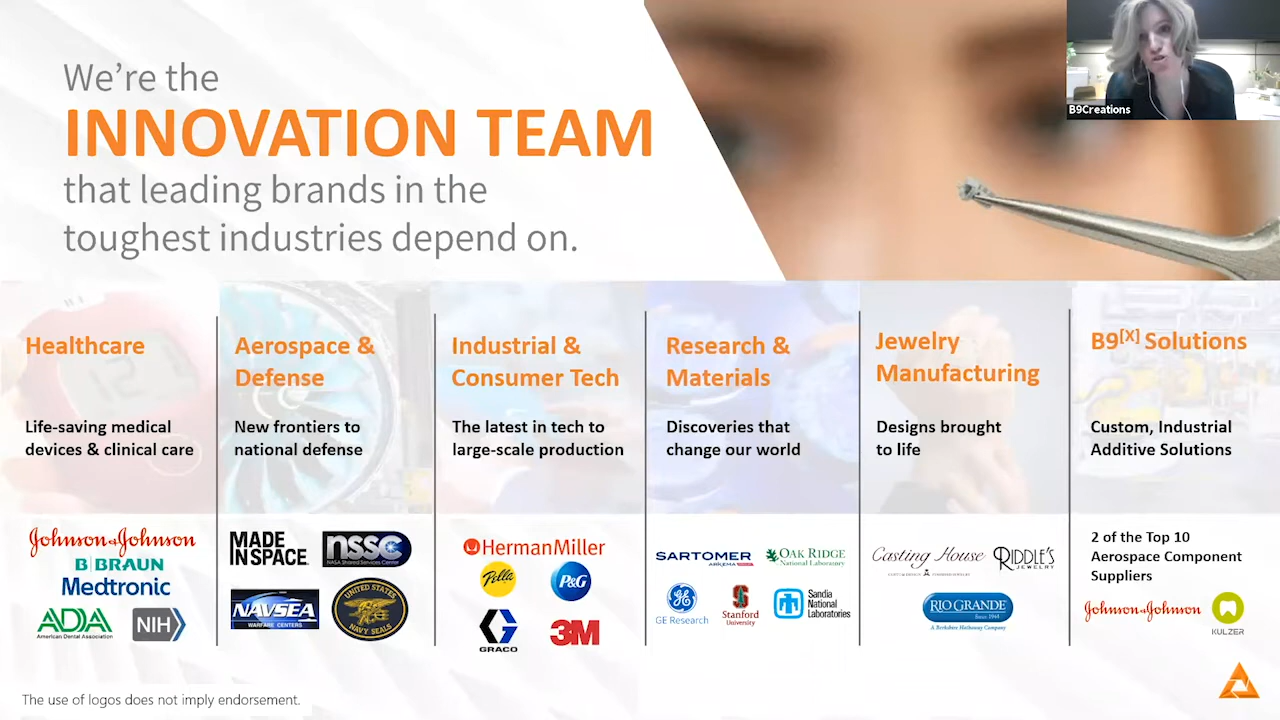 We're the
INNOVATION TEAM
that leading brands in the
toughest industries depend on.
B9Creations
Healthcare
Life-saving medical
devices & clinical care
Johnson & Johnson
B|BRAUN
Medtronic
ADA
American Dental Association
NIH
Aerospace &
Defense
New frontiers to
national defense
MADE
IN SPACE
nssc
NASA Shared Services Center
NAVSEA
WARFARE CENTERS
UNITED STATES
NAVY SEALS
Industrial &
Consumer Tech
The latest in tech to
large-scale production
HermanMiller
Pella
P&G
GRACO
3M
Research &
Materials
Discoveries that
change our world
SARTOMER
ARKEMA
OAK RIDGE
National Laboratory
GE Research
Stanford
University
Sandia
National
Laboratories
Jewelry
Manufacturing
Designs brought
to life
Casting House
RIDDLE'S
JEWELRY
RIO GRANDE
Since 1944
A Berkshire Hathaway Company
B9[X] Solutions
Custom, Industrial
Additive Solutions
2 of the Top 10
Aerospace Component
Suppliers
Johnson & Johnson
KULZER
The use of logos does not imply endorsement.